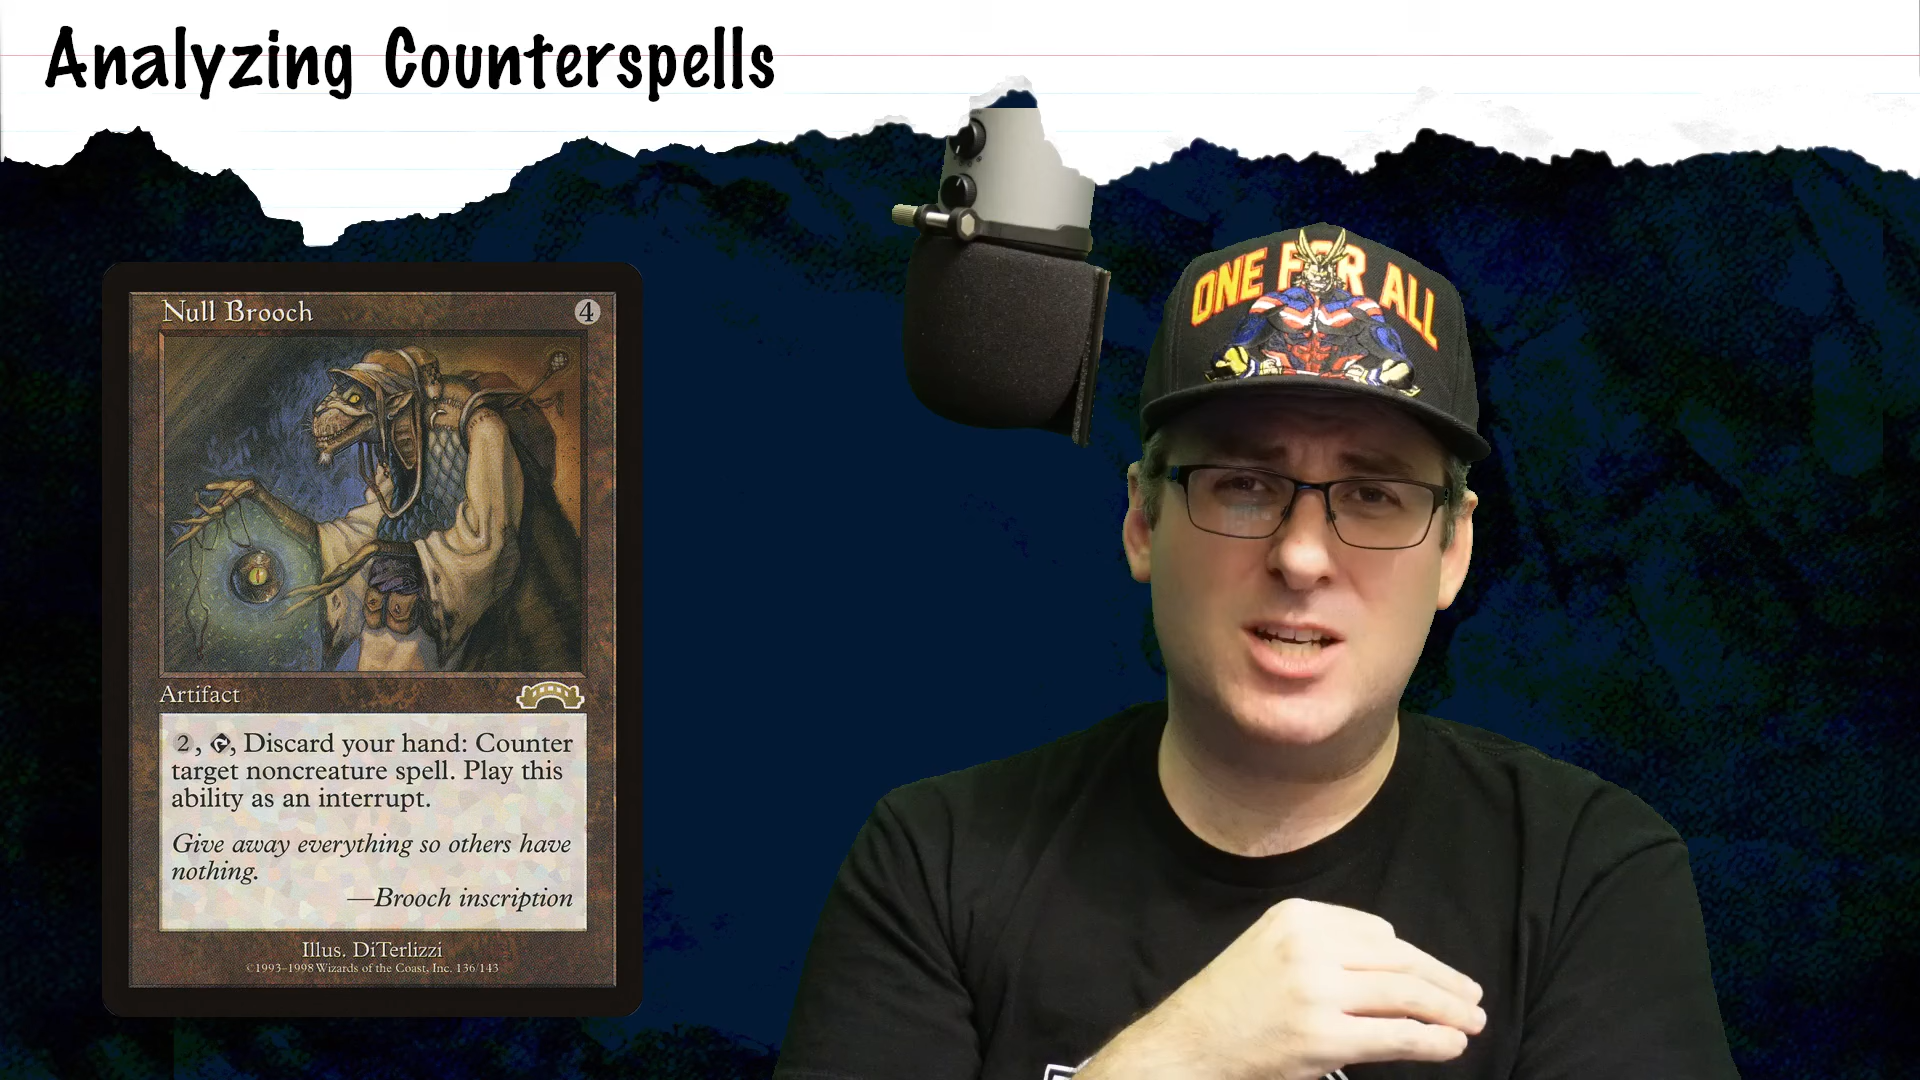 Analyzing Counterspells
Null Brooch 4
Artifact
2, , Discard your hand: Counter
target noncreature spell. Play this
ability as an interrupt.
Give away everything so others have
nothing.
—Brooch inscription
Illus. DiTerlizzi
©1993–1998 Wizards of the Coast, Inc. 136/143
ONE FOR ALL